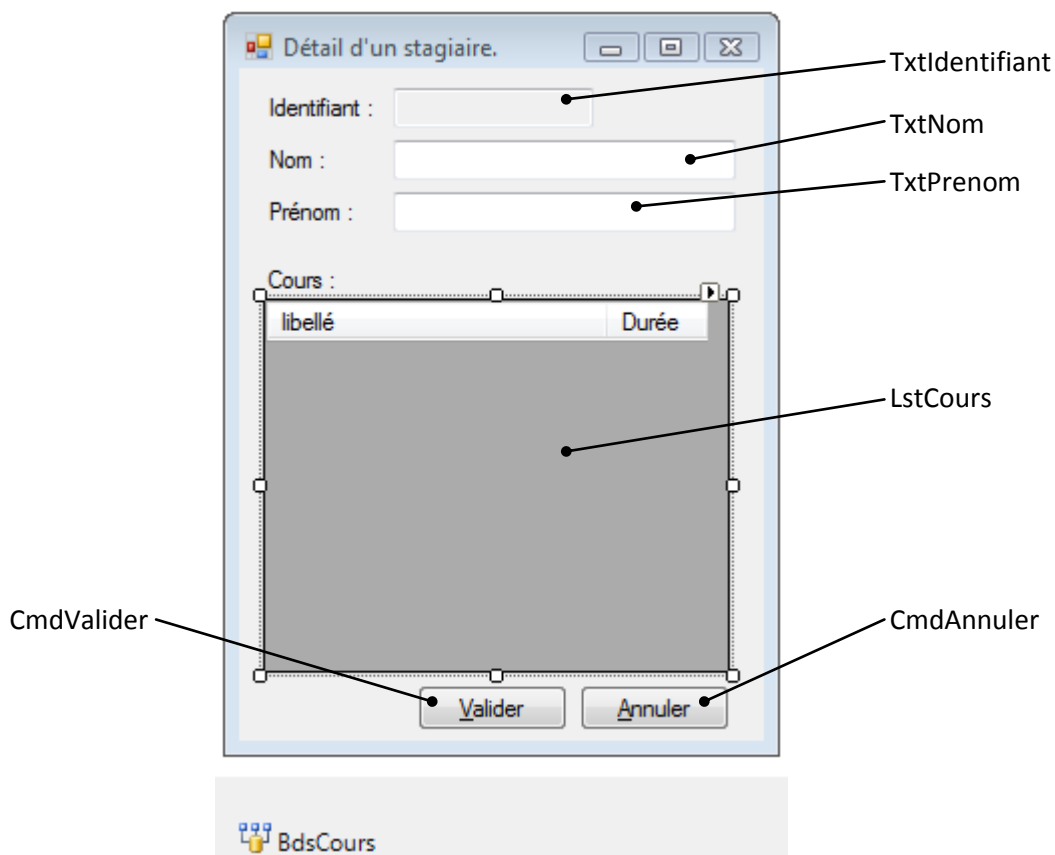 Détail d'un stagiaire.
TxtIdentifiant
Identifiant :
TxtNom
Nom :
TxtPrenom
Prénom :
Cours :
libellé Durée
LstCours
CmdValider
CmdAnnuler
Valider Annuler
BdsCours